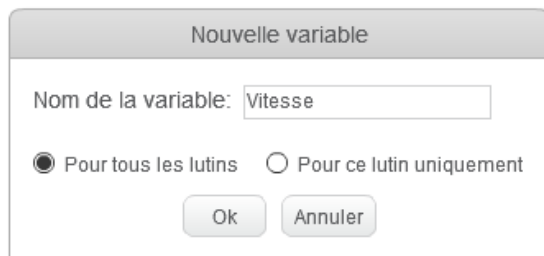 Nouvelle variable
Nom de la variable: Vitesse
Pour tous les lutins Pour ce lutin uniquement
Ok Annuler